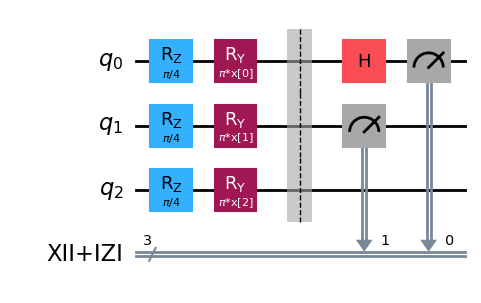 q0 RZ π/4 RY π*x[0] H
q1 RZ π/4 RY π*x[1]
q2 RZ π/4 RY π*x[2]
XII+IZI 3 1 0